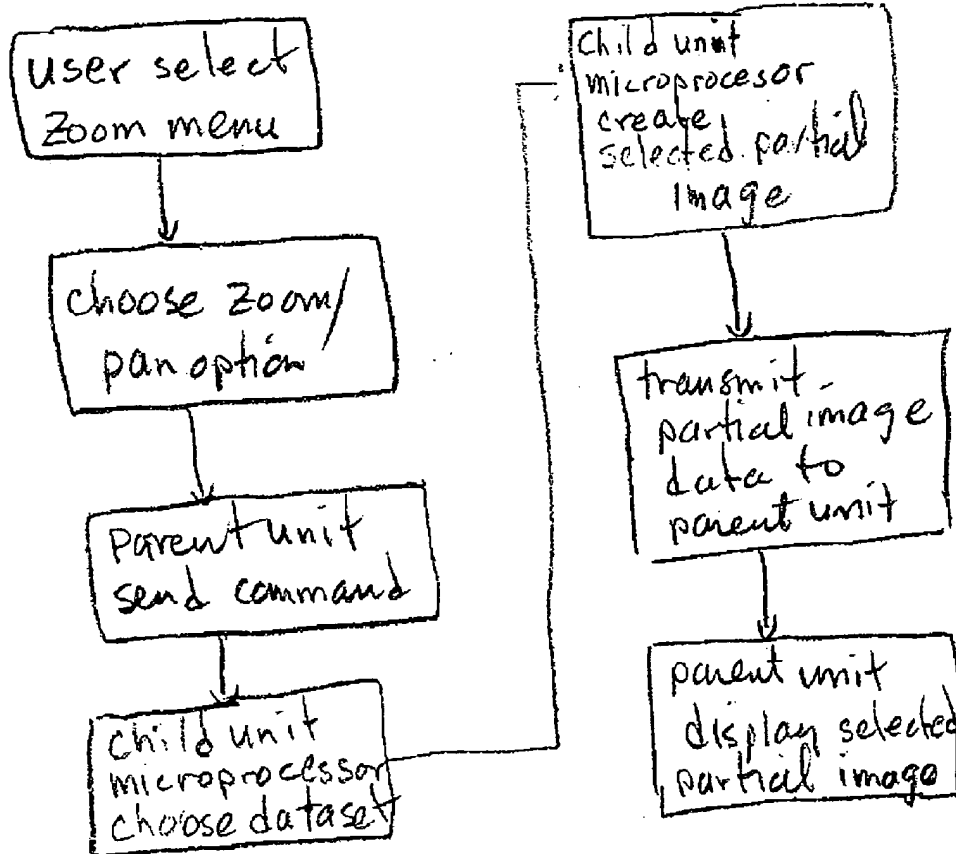 user select
Zoom menu
choose Zoom/
pan option
Parent unit
send command
child unit
microprocessor
choose dataset
Child unit
microprocesor
create
selected partial
image
transmit
partial image
data to
parent unit
parent unit
display selected
partial image